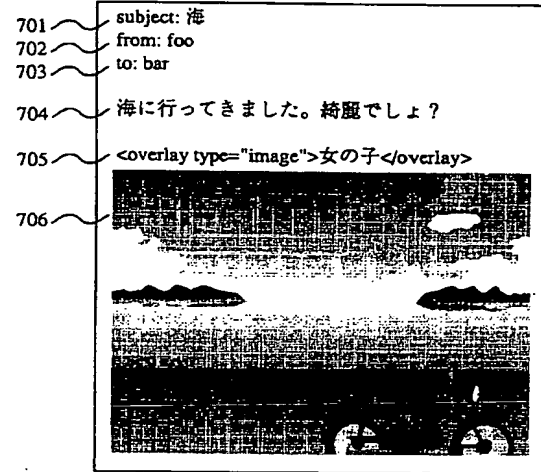 701 subject: 海
702 from: foo
703 to: bar
704 海に行ってきました。綺麗でしょ？
705 <overlay type="image">女の子</overlay>
706